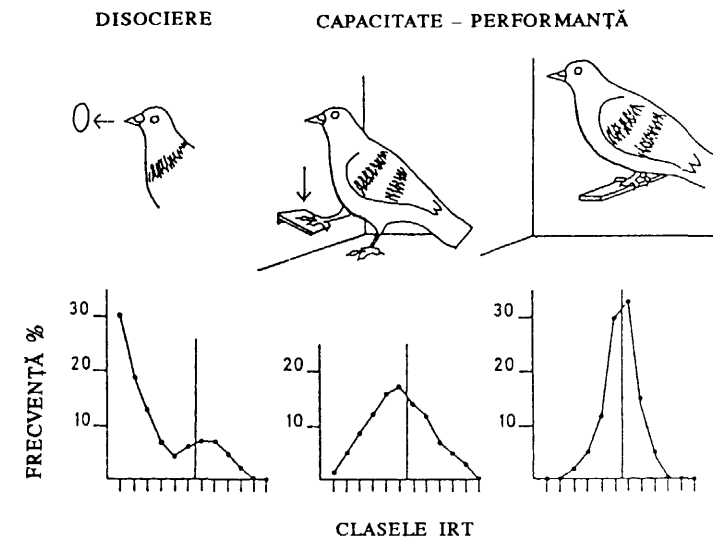 DISOCIERE
CAPACITATE – PERFORMANȚĂ
FRECVENȚĂ %
30
20
10
20
10
30
20
10
CLASELE IRT